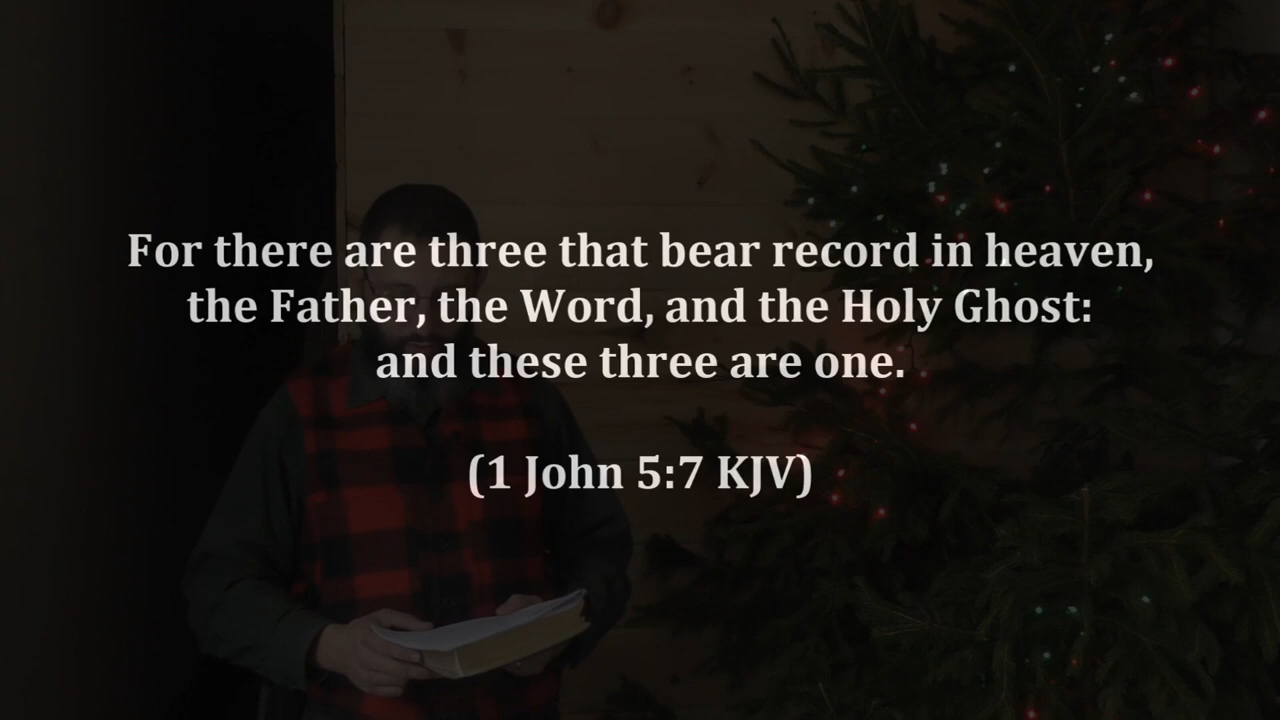 For there are three that bear record in heaven,
the Father, the Word, and the Holy Ghost:
and these three are one.
(1 John 5:7 KJV)